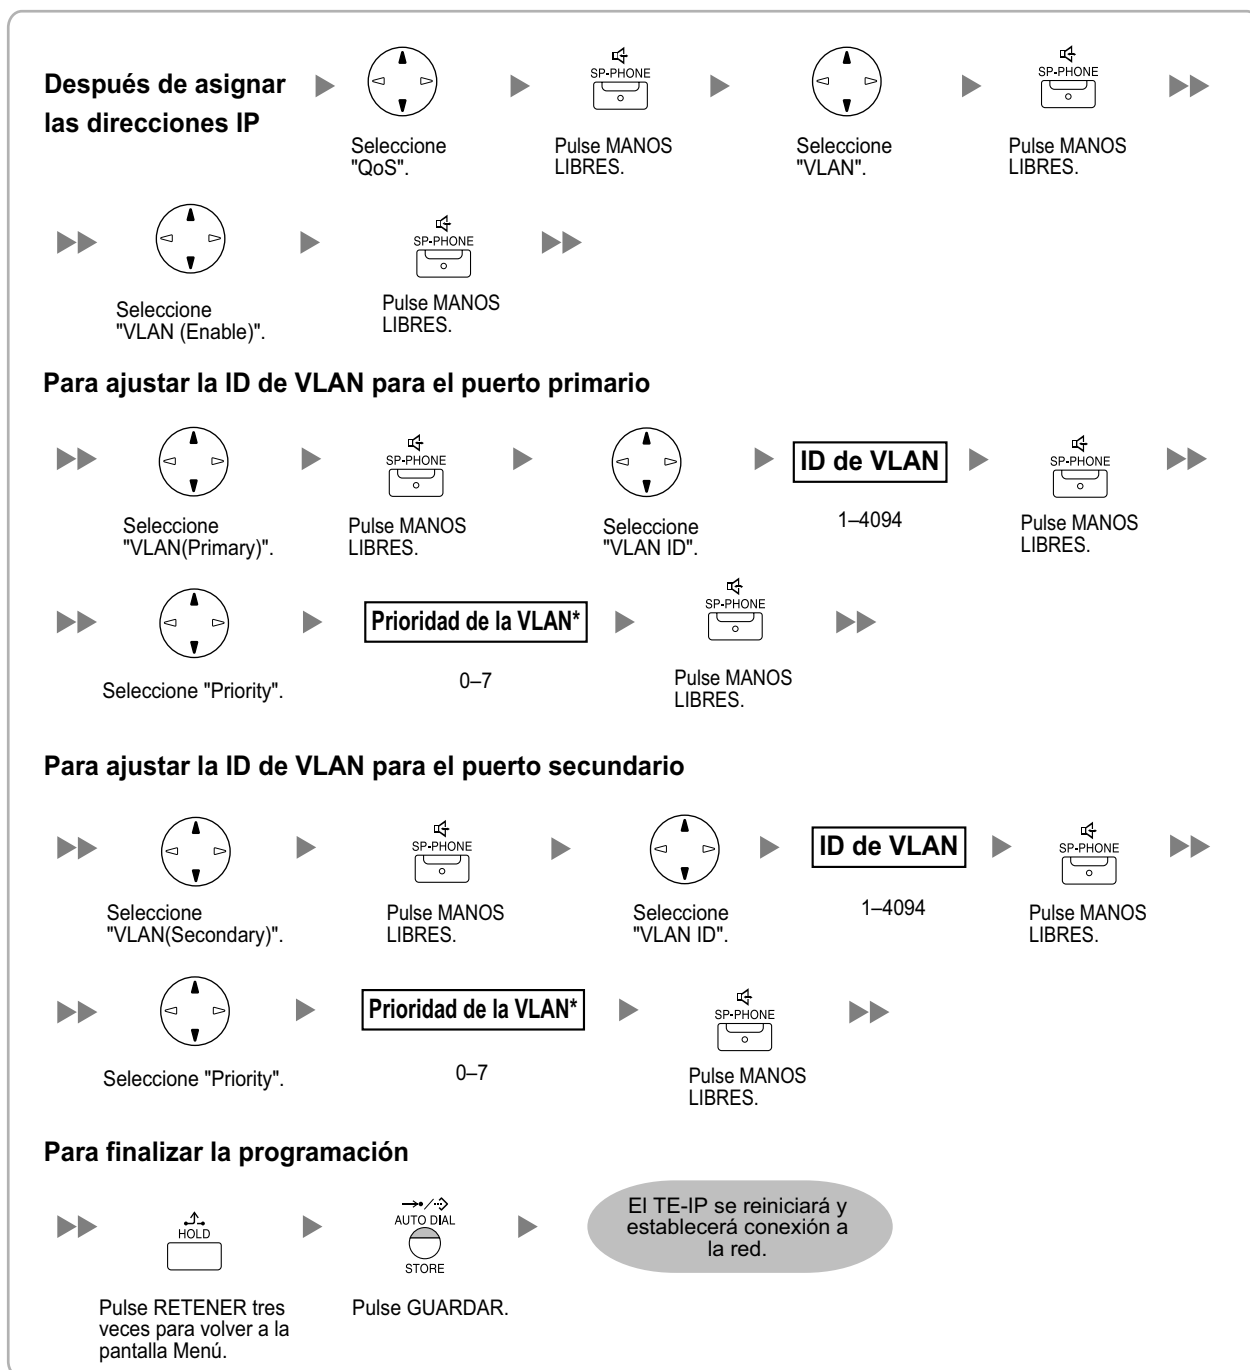 Después de asignar
las direcciones IP
SP-PHONE
SP-PHONE
Seleccione
"QoS".
Pulse MANOS
LIBRES.
Seleccione
"VLAN".
Pulse MANOS
LIBRES.
SP-PHONE
Seleccione
"VLAN (Enable)".
Pulse MANOS
LIBRES.
Para ajustar la ID de VLAN para el puerto primario
SP-PHONE
ID de VLAN
SP-PHONE
Seleccione
"VLAN(Primary)".
Pulse MANOS
LIBRES.
Seleccione
"VLAN ID".
1–4094
Pulse MANOS
LIBRES.
Prioridad de la VLAN*
SP-PHONE
Seleccione "Priority".
0–7
Pulse MANOS
LIBRES.
Para ajustar la ID de VLAN para el puerto secundario
SP-PHONE
ID de VLAN
SP-PHONE
Seleccione
"VLAN(Secondary)".
Pulse MANOS
LIBRES.
Seleccione
"VLAN ID".
1–4094
Pulse MANOS
LIBRES.
Prioridad de la VLAN*
SP-PHONE
Seleccione "Priority".
0–7
Pulse MANOS
LIBRES.
Para finalizar la programación
HOLD
AUTO DIAL
STORE
El TE-IP se reiniciará y
establecerá conexión a
la red.
Pulse RETENER tres
veces para volver a la
pantalla Menú.
Pulse GUARDAR.